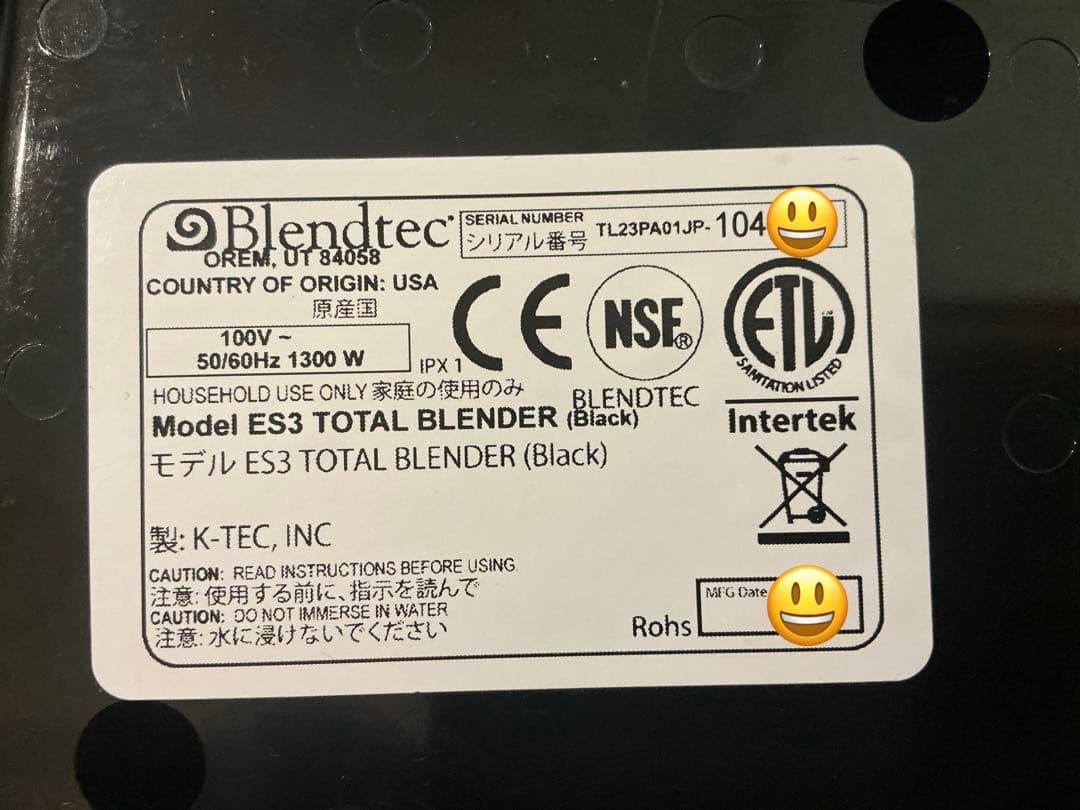 Blendtec
OREM, UT 84058
SERIAL NUMBER
シリアル番号
TL23PA01JP- 104
COUNTRY OF ORIGIN: USA
原産国
100V ~
50/60Hz 1300 W
IPX 1
CE
NSF®
ETL
SANITATION LISTED
HOUSEHOLD USE ONLY 家庭の使用のみ
BLENDTEC
Intertek
Model ES3 TOTAL BLENDER (Black)
モデル ES3 TOTAL BLENDER (Black)
製: K-TEC, INC
CAUTION: READ INSTRUCTIONS BEFORE USING.
注意: 使用する前に、指示を読んで
CAUTION: DO NOT IMMERSE IN WATER
注意: 水に浸けないでください
Rohs
MFG Date